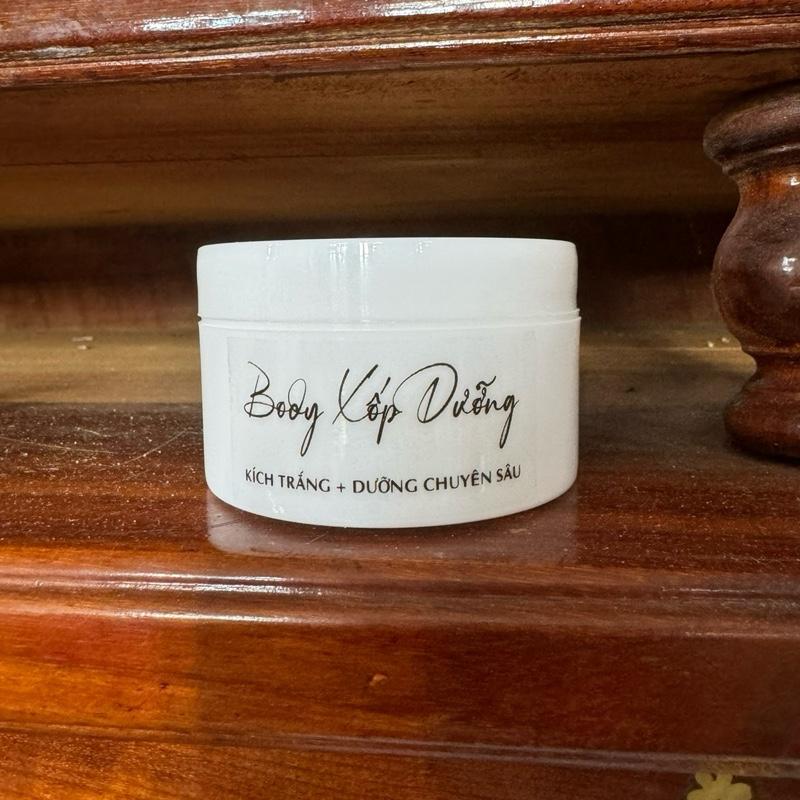 Body Xốp Dưỡng
KÍCH TRẮNG + DƯỠNG CHUYÊN SÂU